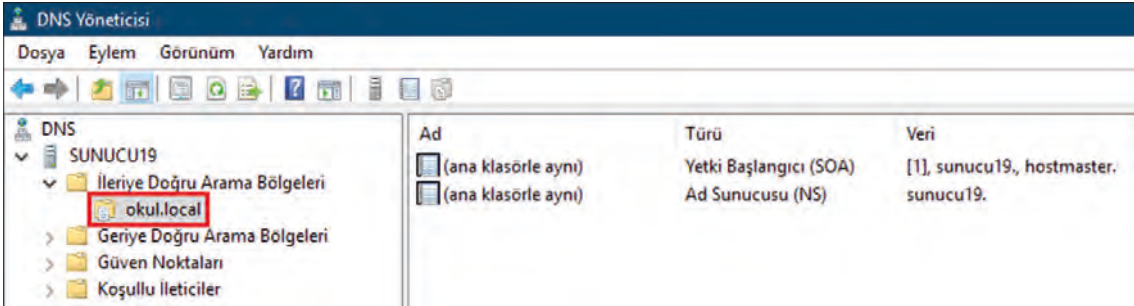 DNS Yöneticisi
Dosya Eylem Görünüm Yardım
DNS
SUNUCU19
İleriye Doğru Arama Bölgeleri
okul.local
Geriye Doğru Arama Bölgeleri
Güven Noktaları
Koşullu İleticiler
Ad Türü Veri
(ana klasörle aynı) Yetki Başlangıcı (SOA) [1], sunucu19., hostmaster.
(ana klasörle aynı) Ad Sunucusu (NS) sunucu19.